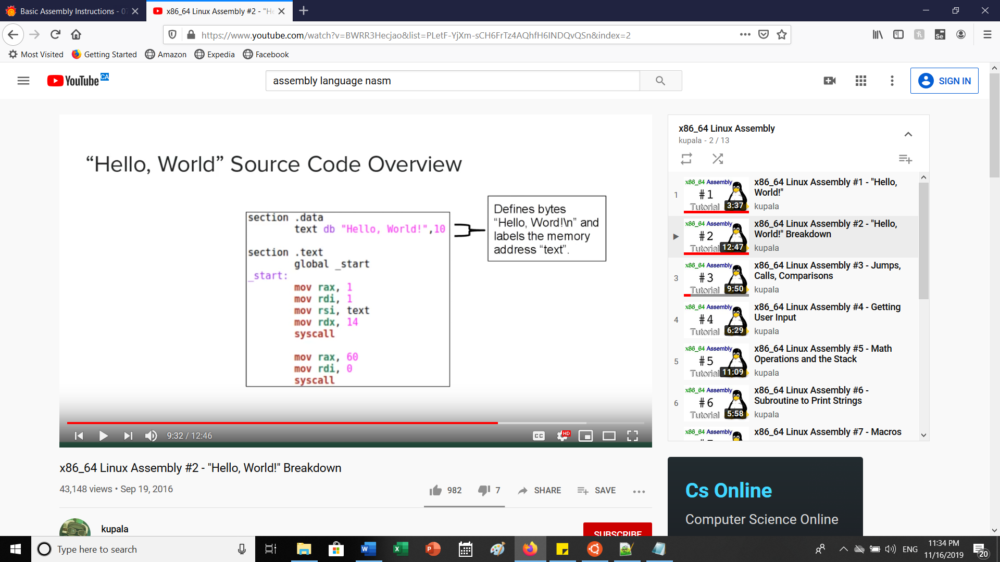 Basic Assembly Instructions - 07
x86_64 Linux Assembly #2 - "He
https://www.youtube.com/watch?v=BWRR3Hecjao&list=PLetF-YjXm-sCH6FrTz4AQhfH6INDQvQSn&index=2
Most Visited
Getting Started
Amazon
Expedia
Facebook
YouTube CA
assembly language nasm
SIGN IN
“Hello, World” Source Code Overview
section .data
text db "Hello, World!",10
section .text
global _start
_start:
mov rax, 1
mov rdi, 1
mov rsi, text
mov rdx, 14
syscall
mov rax, 60
mov rdi, 0
syscall
Defines bytes
“Hello, Word!\n” and
labels the memory
address “text”.
9:32 / 12:46
CC
HD
x86_64 Linux Assembly #2 - "Hello, World!" Breakdown
43,148 views • Sep 19, 2016
982
7
SHARE
SAVE
kupala
SUBSCRIBE
x86_64 Linux Assembly
kupala - 2 / 13
1
x86_64 Assembly
#1
Tutorial
3:37
x86_64 Linux Assembly #1 - "Hello,
World!"
kupala
x86_64 Assembly
#2
Tutorial
12:47
x86_64 Linux Assembly #2 - "Hello,
World!" Breakdown
kupala
3
x86_64 Assembly
#3
Tutorial
9:50
x86_64 Linux Assembly #3 - Jumps,
Calls, Comparisons
kupala
4
x86_64 Assembly
#4
Tutorial
6:29
x86_64 Linux Assembly #4 - Getting
User Input
kupala
5
x86_64 Assembly
#5
Tutorial
11:09
x86_64 Linux Assembly #5 - Math
Operations and the Stack
kupala
6
x86_64 Assembly
#6
Tutorial
5:58
x86_64 Linux Assembly #6 -
Subroutine to Print Strings
kupala
x86_64 Assembly
x86_64 Linux Assembly #7 - Macros
Cs Online
Computer Science Online
Type here to search
ENG
11:34 PM
11/16/2019
20